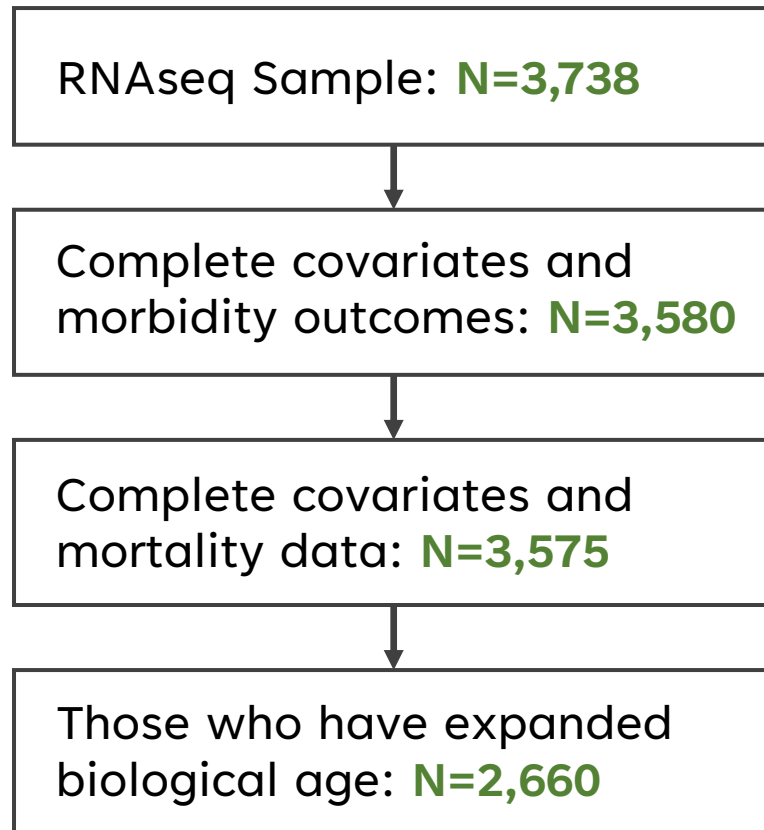 RNAseq Sample: N=3,738
Complete covariates and
morbidity outcomes: N=3,580
Complete covariates and
mortality data: N=3,575
Those who have expanded
biological age: N=2,660